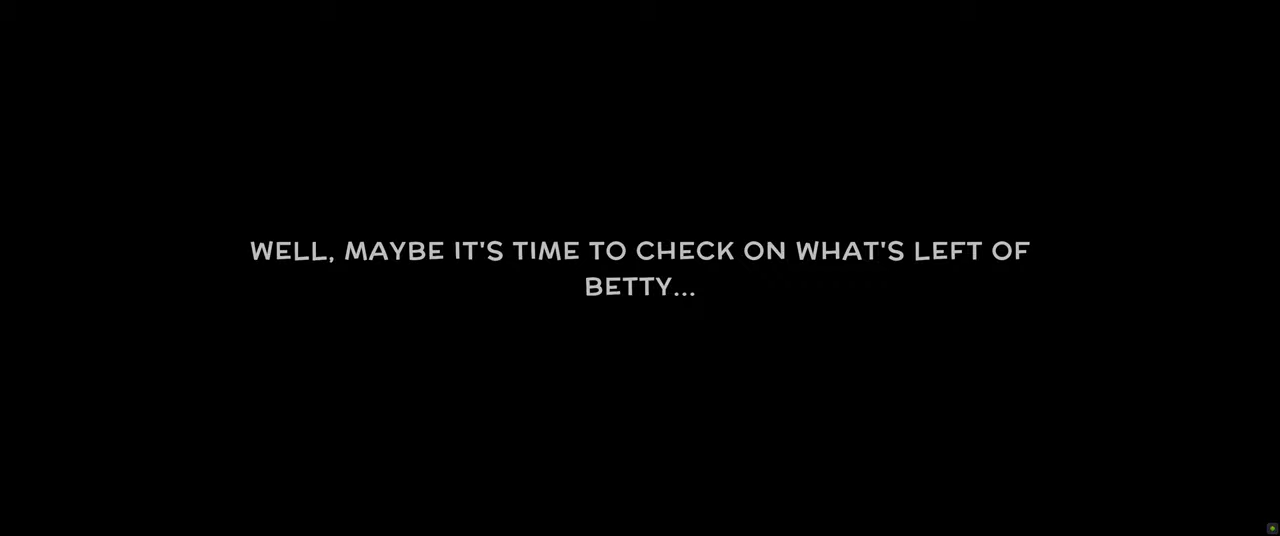 WELL, MAYBE IT'S TIME TO CHECK ON WHAT'S LEFT OF
BETTY...